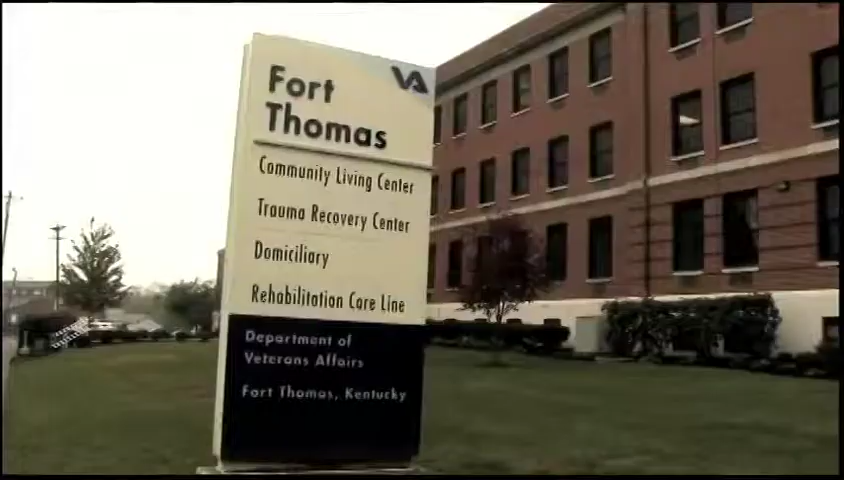 VA
Fort
Thomas
Community Living Center
Trauma Recovery Center
Domiciliary
Rehabilitation Care Line
Department of
Veterans Affairs
Fort Thomas, Kentucky